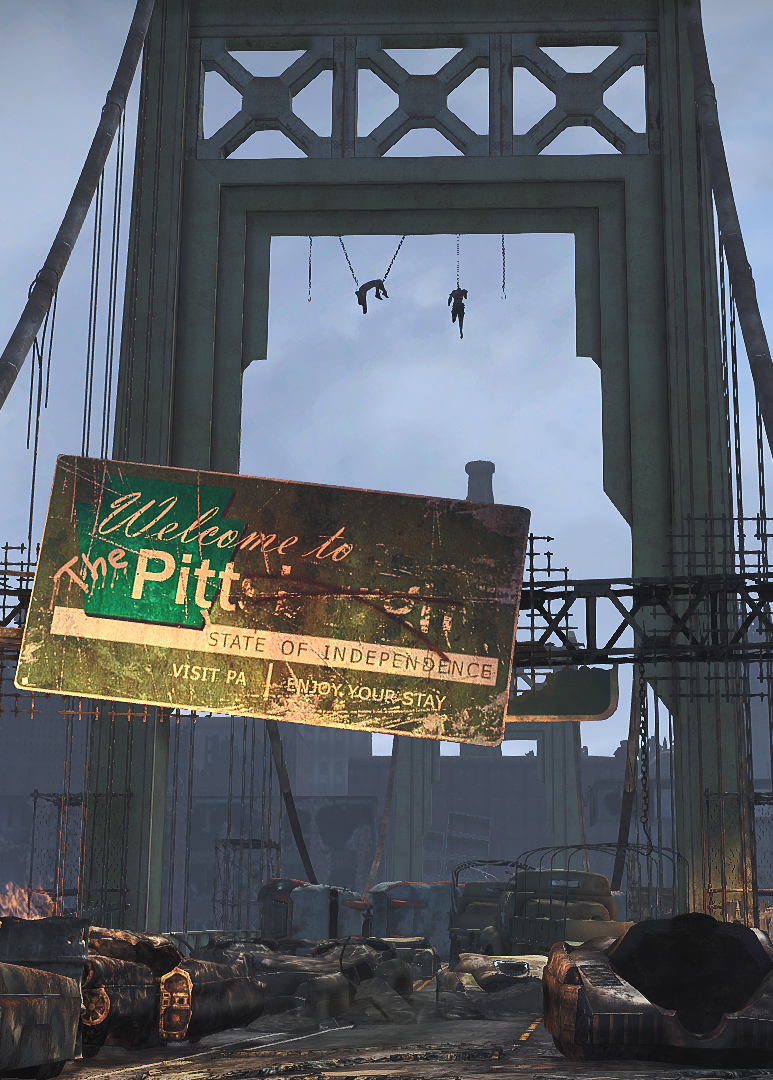 Welcome to
The Pitt
STATE OF INDEPENDENCE
VISIT PA | ENJOY YOUR STAY